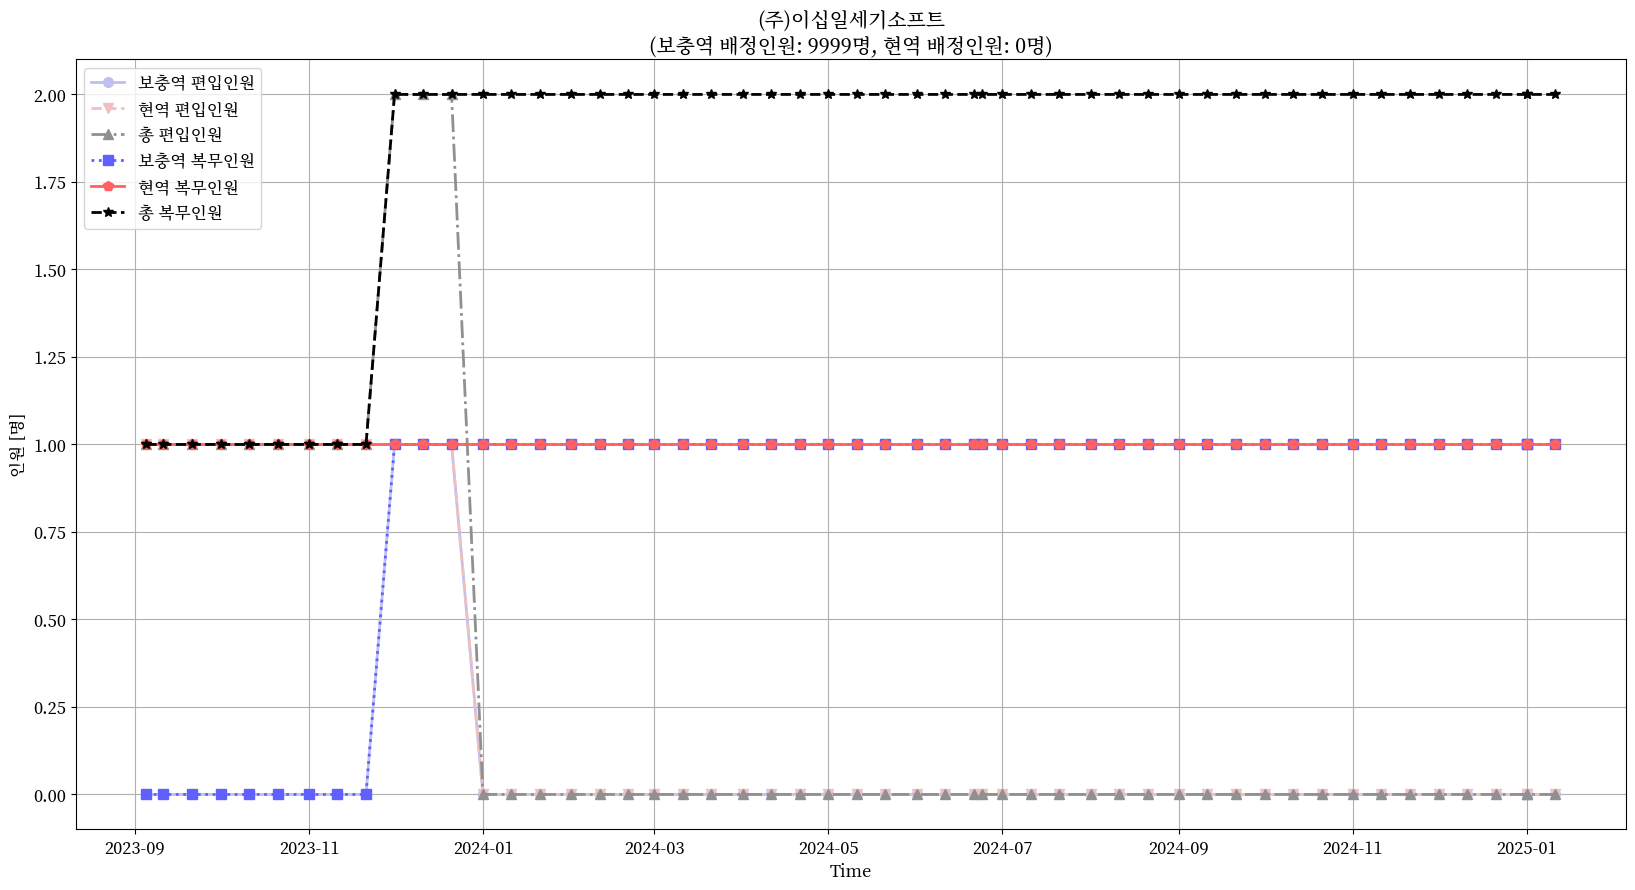 (주)이십일세기소프트
(보충역 배정인원: 9999명, 현역 배정인원: 0명)
보충역 편입인원
현역 편입인원
총 편입인원
보충역 복무인원
현역 복무인원
총 복무인원
2.00
1.75
1.50
1.25
1.00
0.75
0.50
0.25
0.00
인원 [명]
2023-09 2023-11 2024-01 2024-03 2024-05 2024-07 2024-09 2024-11 2025-01
Time